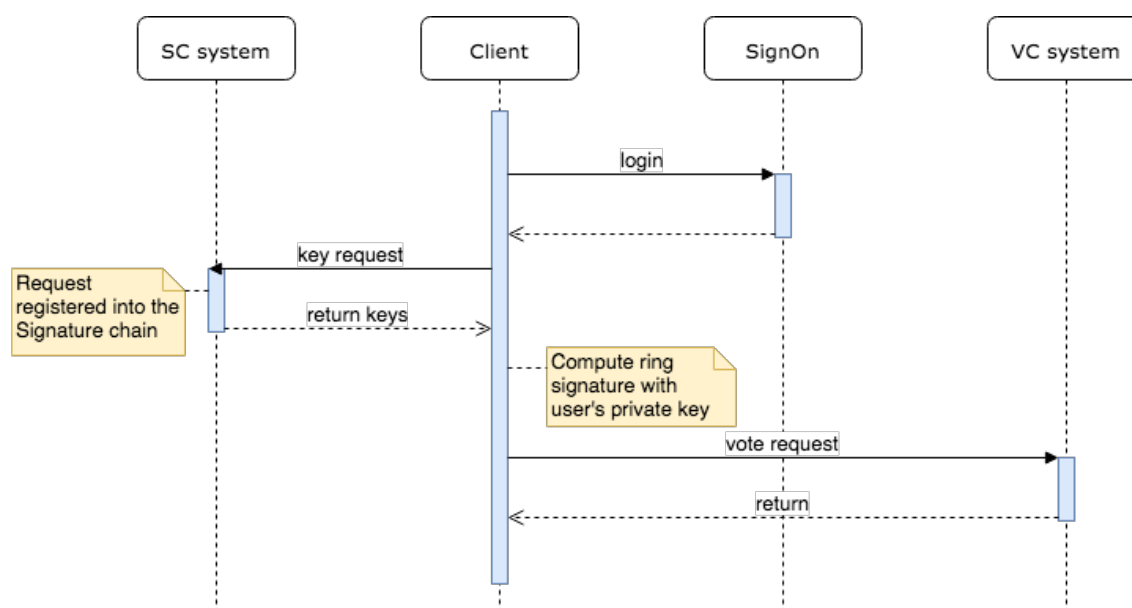 SC system
Client
SignOn
VC system
login
key request
Request
registered into the
Signature chain
return keys
Compute ring
signature with
user's private key
vote request
return